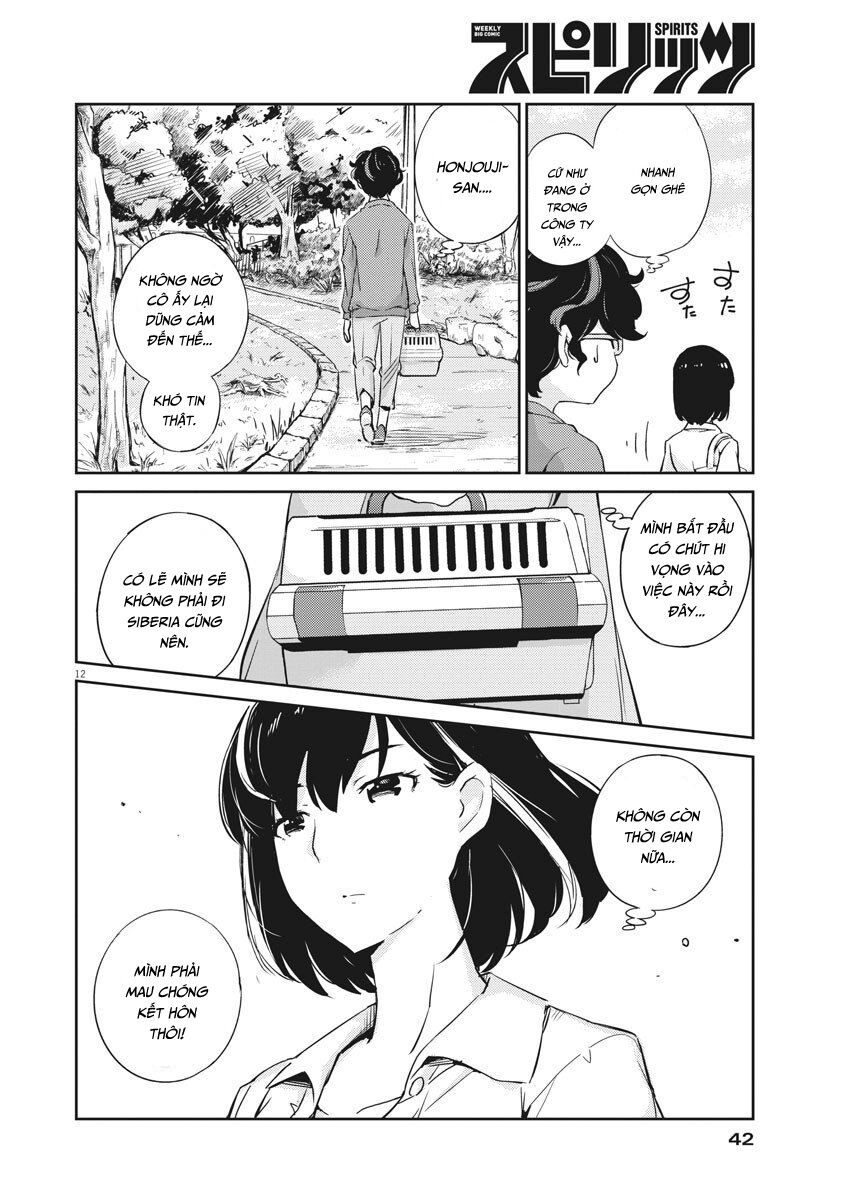 WEEKLY
BIG COMIC
SPIRITS
スピリッツ
NHANH
GỌN GHÊ
CỨ NHƯ
ĐANG Ở
TRONG
CÔNG TY
VẬY...
すた
すた
HONJOUJI-
SAN....
KHÔNG NGỜ
CÔ ẤY LẠI
DŨNG CẢM
ĐẾN THẾ...
KHÓ TIN
THẬT.
MÌNH BẮT ĐẦU
CÓ CHÚT HI
VỌNG VÀO
VIỆC NÀY RỒI
ĐÂY...
CÓ LẼ MÌNH SẼ
KHÔNG PHẢI ĐI
SIBERIA CŨNG
NÊN.
12
KHÔNG CÒN
THỜI GIAN
NỮA...
MÌNH PHẢI
MAU CHÓNG
KẾT HÔN
THÔI!
42